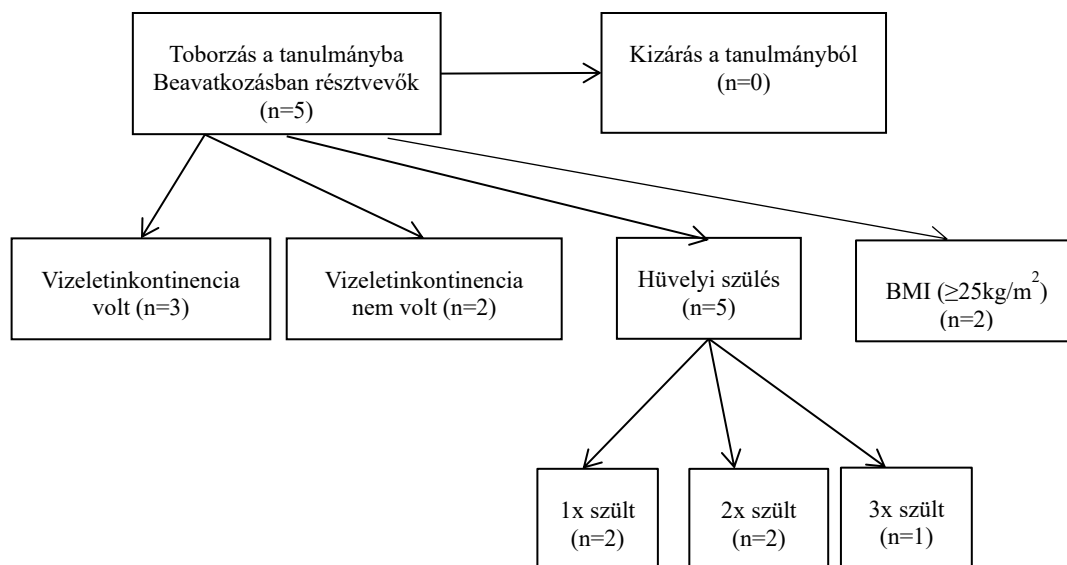 Toborzás a tanulmányba
Beavatkozásban résztvevők
(n=5)
Kizárás a tanulmányból
(n=0)
Vizeletinkontinencia
volt (n=3)
Vizeletinkontinencia
nem volt (n=2)
Hüvelyi szülés
(n=5)
BMI (≥25kg/m²)
(n=2)
1x szült
(n=2)
2x szült
(n=2)
3x szült
(n=1)